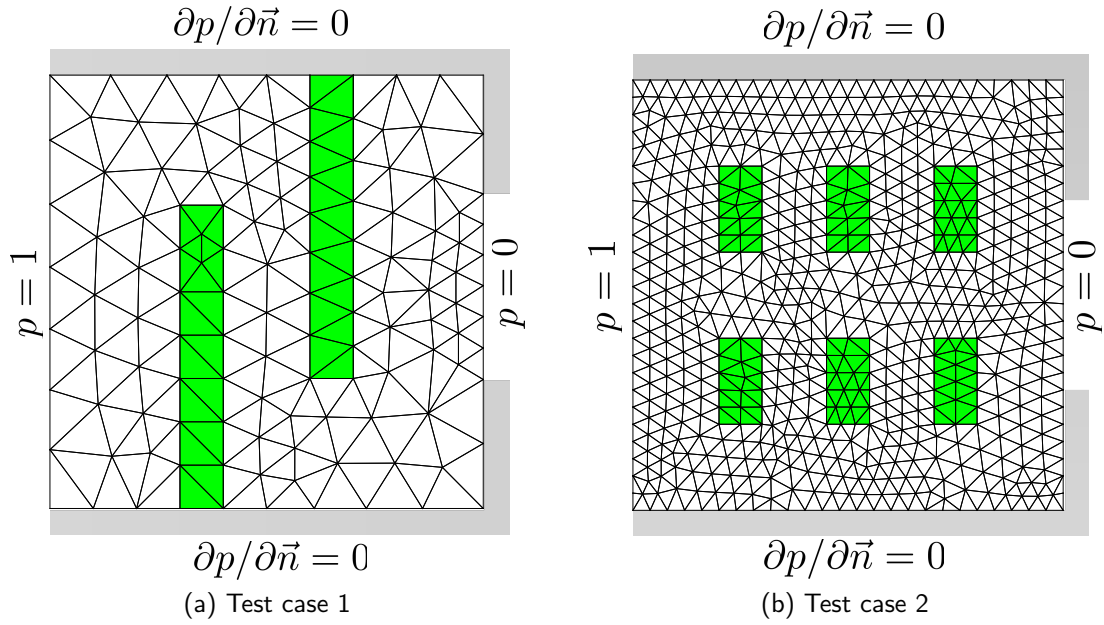 ∂p/∂n⃗ = 0
p = 1
p = 0
∂p/∂n⃗ = 0
(a) Test case 1
∂p/∂n⃗ = 0
p = 1
p = 0
∂p/∂n⃗ = 0
(b) Test case 2